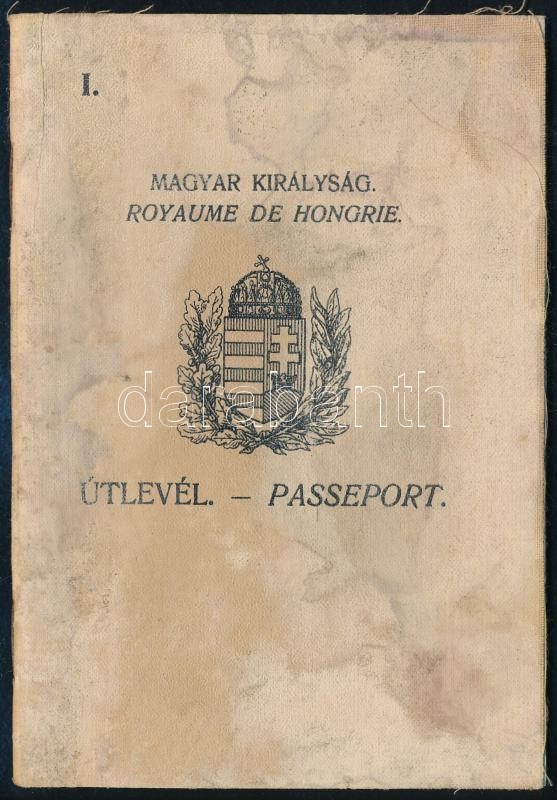 I.
MAGYAR KIRÁLYSÁG.
ROYAUME DE HONGRIE.
darabanth
ÚTLEVÉL. — PASSEPORT.